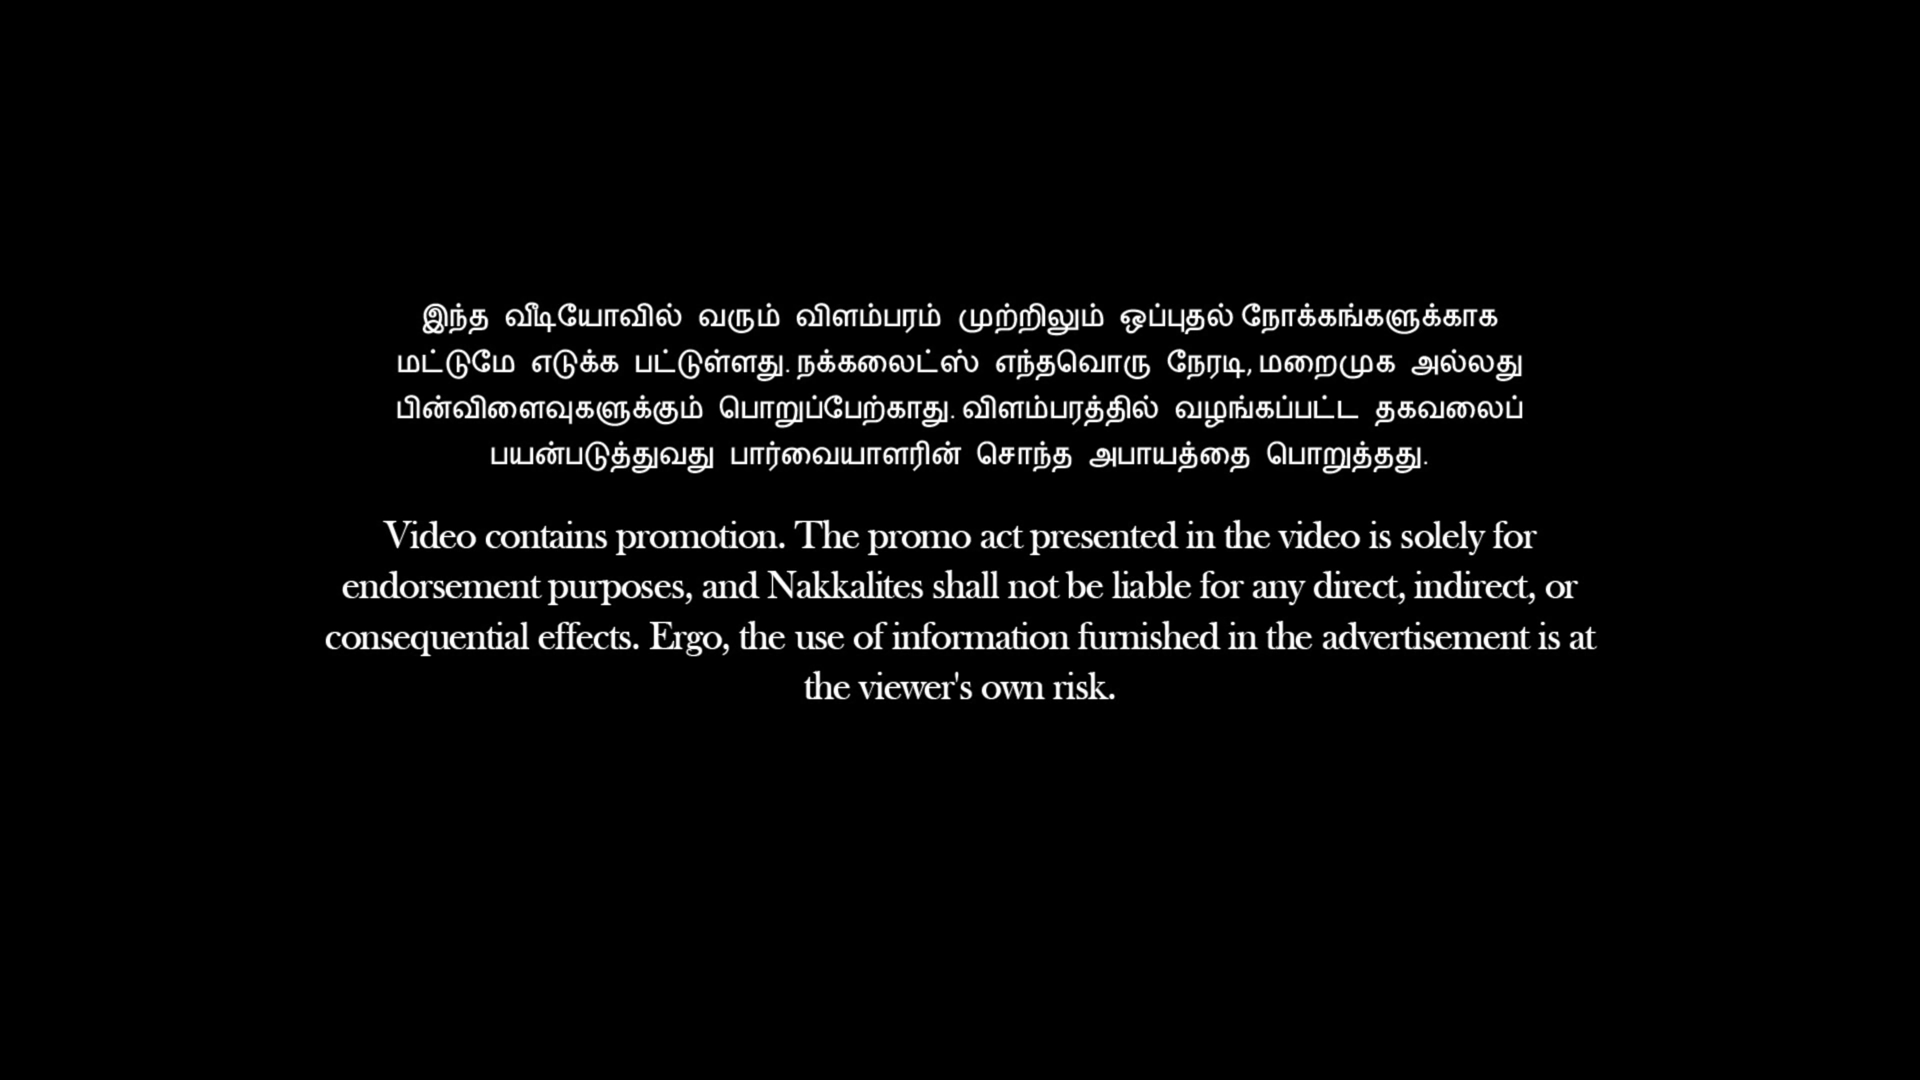 இந்த வீடியோவில் வரும் விளம்பரம் முற்றிலும் ஒப்புதல் நோக்கங்களுக்காக
மட்டுமே எடுக்க பட்டுள்ளது. நக்கலைட்ஸ் எந்தவொரு நேரடி, மறைமுக அல்லது
பின்விளைவுகளுக்கும் பொறுப்பேற்காது. விளம்பரத்தில் வழங்கப்பட்ட தகவலைப்
பயன்படுத்துவது பார்வையாளரின் சொந்த அபாயத்தை பொறுத்தது.
Video contains promotion. The promo act presented in the video is solely for
endorsement purposes, and Nakkalites shall not be liable for any direct, indirect, or
consequential effects. Ergo, the use of information furnished in the advertisement is at
the viewer's own risk.